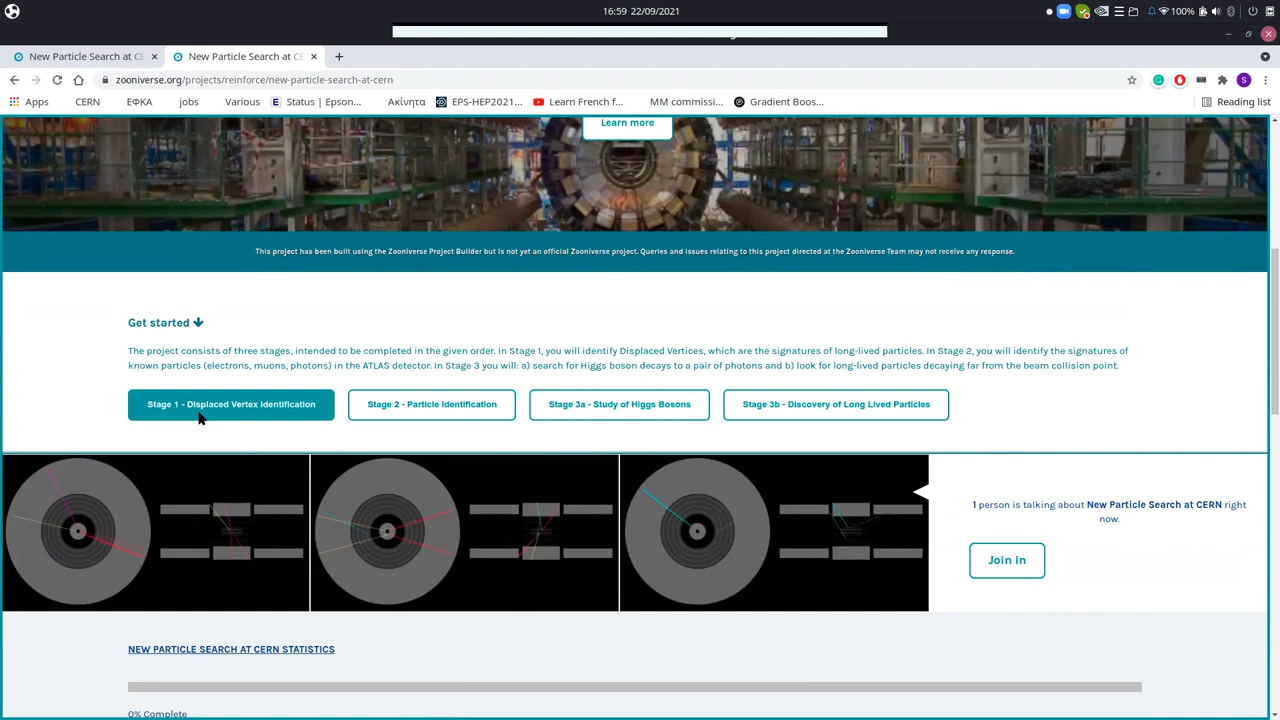 16:59 22/09/2021
100%
New Particle Search at CE
New Particle Search at CE
zooniverse.org/projects/reinforce/new-particle-search-at-cern
S
Apps CERN ΕΦΚΑ jobs Various Status | Epson... Ακίνητα EPS-HEP2021... Learn French f... MM commissi... Gradient Boos... Reading list
Learn more
This project has been built using the Zooniverse Project Builder but is not yet an official Zooniverse project. Queries and issues relating to this project directed at the Zooniverse Team may not receive any response.
Get started
The project consists of three stages, intended to be completed in the given order. In Stage 1, you will identify Displaced Vertices, which are the signatures of long-lived particles. In Stage 2, you will identify the signatures of
known particles (electrons, muons, photons) in the ATLAS detector. In Stage 3 you will: a) search for Higgs boson decays to a pair of photons and b) look for long-lived particles decaying far from the beam collision point.
Stage 1 - Displaced Vertex Identification Stage 2 - Particle Identification Stage 3a - Study of Higgs Bosons Stage 3b - Discovery of Long Lived Particles
1 person is talking about New Particle Search at CERN right
now.
Join in
NEW PARTICLE SEARCH AT CERN STATISTICS
0% Complete